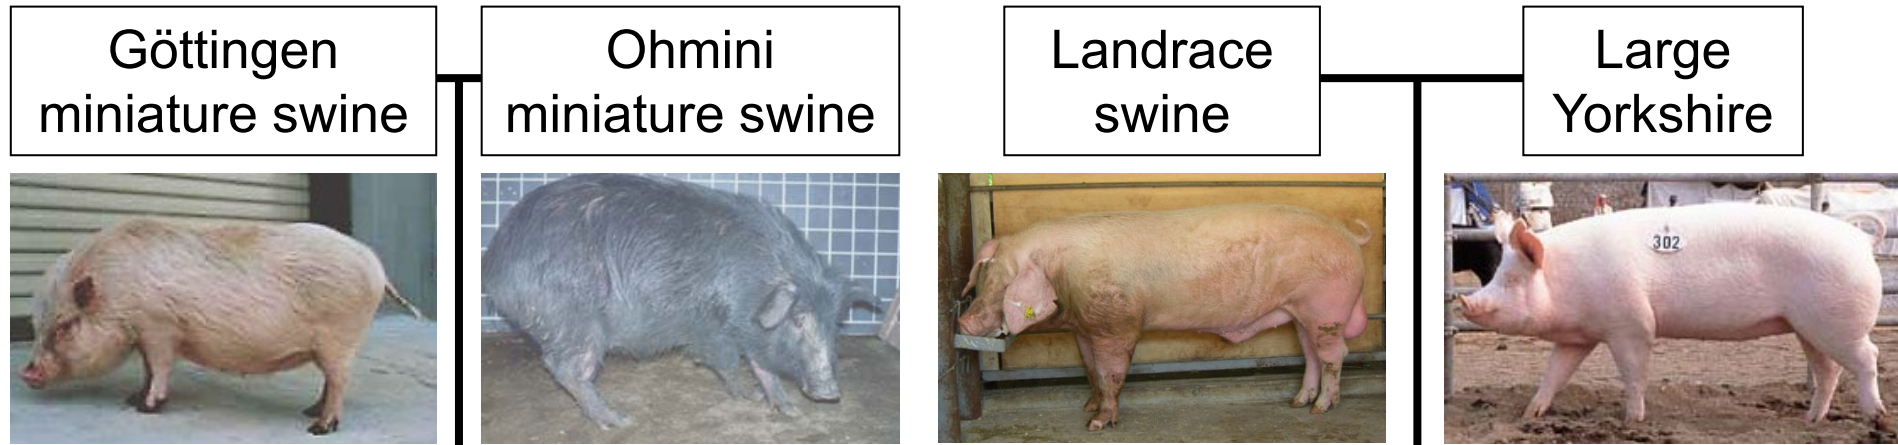 Göttingen
miniature swine
Ohmini
miniature swine
Landrace
swine
Large
Yorkshire
302